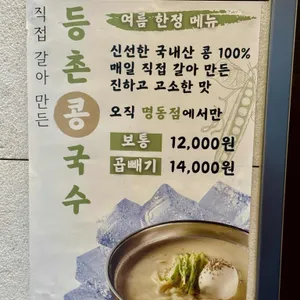 직접 갈아 만든
등촌콩국수
여름 한정 메뉴
신선한 국내산 콩 100%
매일 직접 갈아 만든
진하고 고소한 맛
오직 명동점에서만
보통 12,000원
곱빼기 14,000원